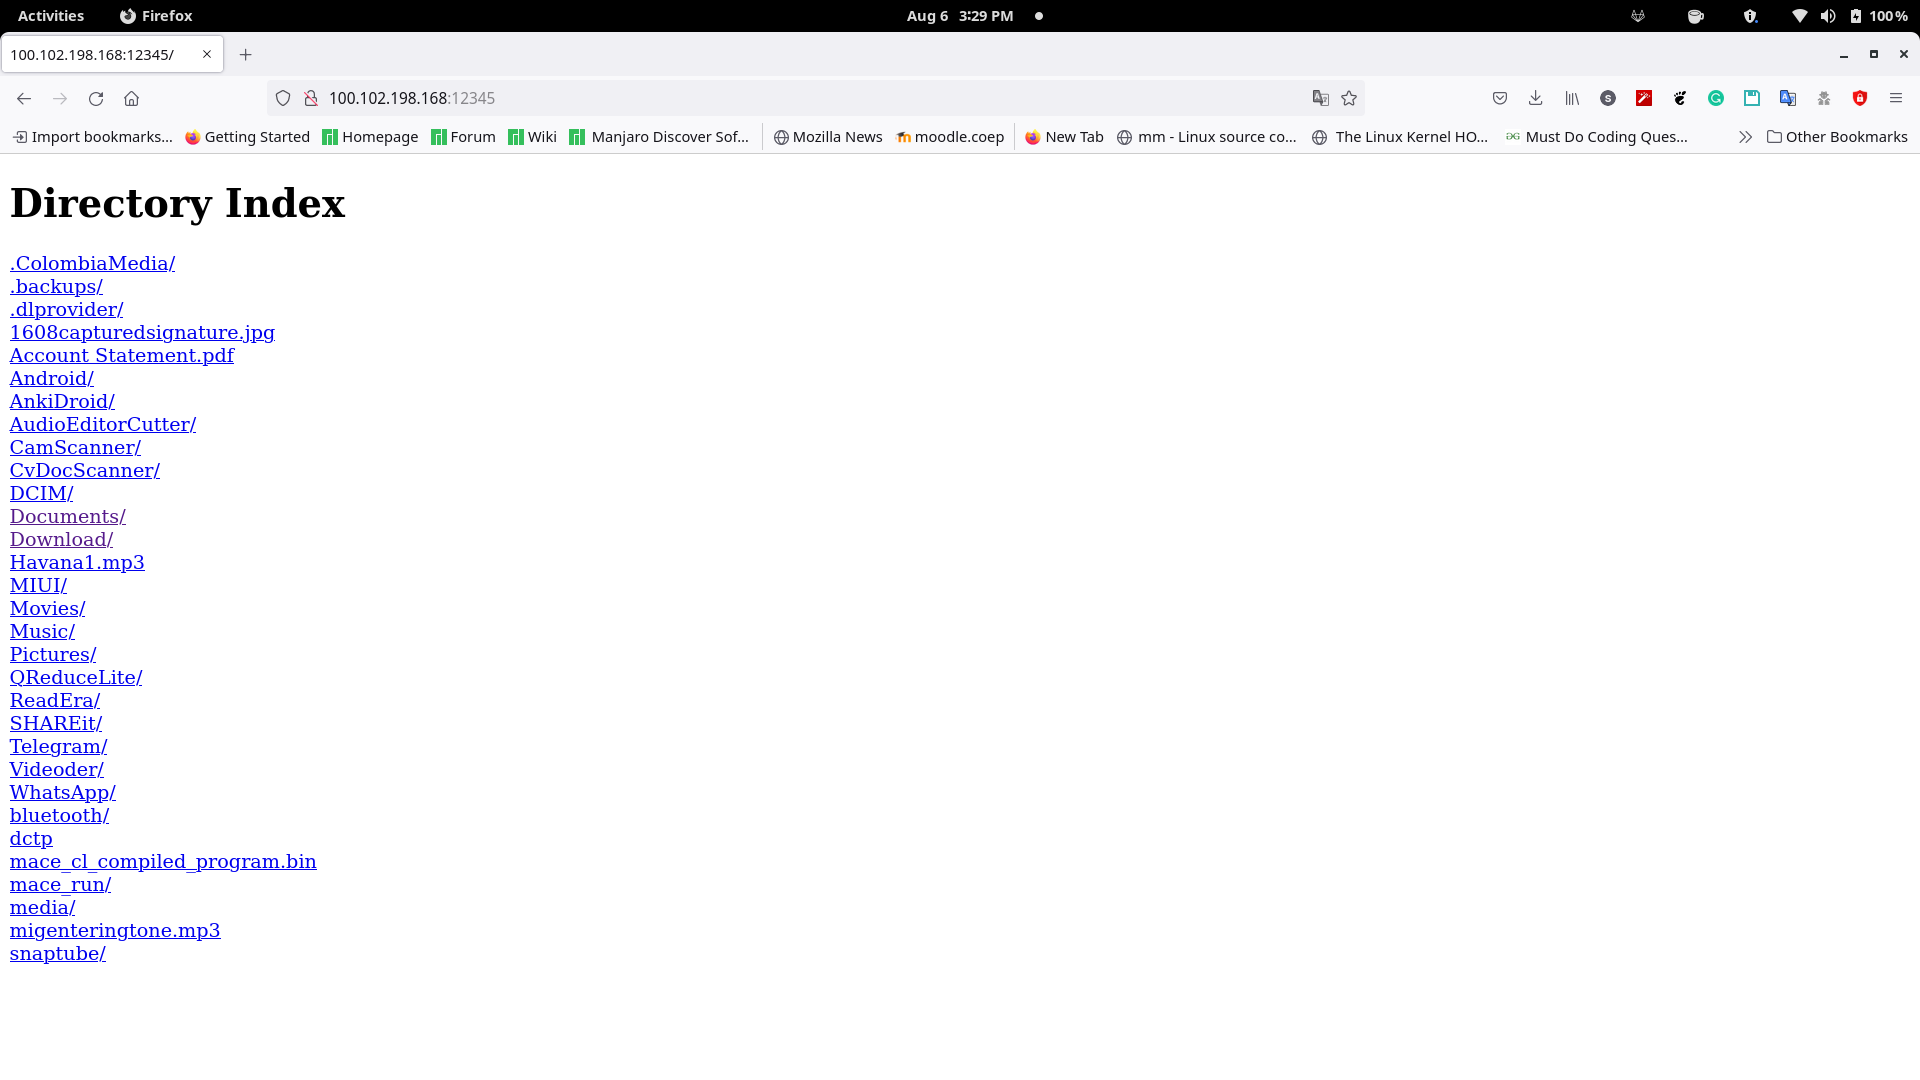 Activities Firefox Aug 6 3:29 PM 100 %
100.102.198.168:12345/
100.102.198.168:12345
Import bookmarks... Getting Started Homepage Forum Wiki Manjaro Discover Sof... Mozilla News moodle.coep New Tab mm - Linux source co... The Linux Kernel HO... Must Do Coding Ques... Other Bookmarks
Directory Index
.ColombiaMedia/
.backups/
.dlprovider/
1608capturedsignature.jpg
Account Statement.pdf
Android/
AnkiDroid/
AudioEditorCutter/
CamScanner/
CvDocScanner/
DCIM/
Documents/
Download/
Havana1.mp3
MIUI/
Movies/
Music/
Pictures/
QReduceLite/
ReadEra/
SHAREit/
Telegram/
Videoder/
WhatsApp/
bluetooth/
dctp
mace_cl_compiled_program.bin
mace_run/
media/
migenteringtone.mp3
snaptube/